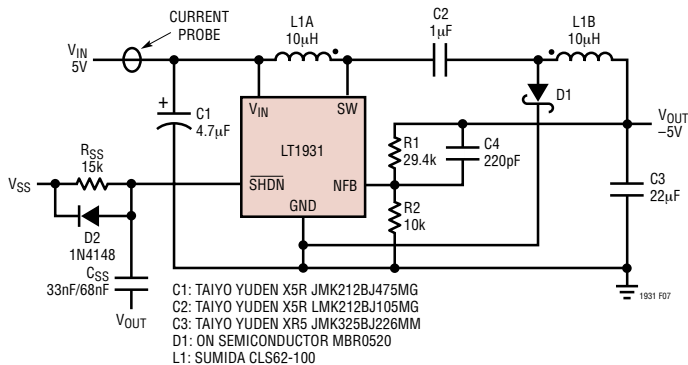 CURRENT
PROBE
VIN
5V
L1A
10µH
C2
1µF
L1B
10µH
D1
+
C1
4.7µF
VIN
SW
LT1931
SHDN
NFB
GND
R1
29.4k
C4
220pF
VOUT
–5V
RSS
15k
VSS
D2
1N4148
CSS
33nF/68nF
VOUT
R2
10k
C3
22µF
1931 F07
C1: TAIYO YUDEN X5R JMK212BJ475MG
C2: TAIYO YUDEN X5R LMK212BJ105MG
C3: TAIYO YUDEN XR5 JMK325BJ226MM
D1: ON SEMICONDUCTOR MBR0520
L1: SUMIDA CLS62-100